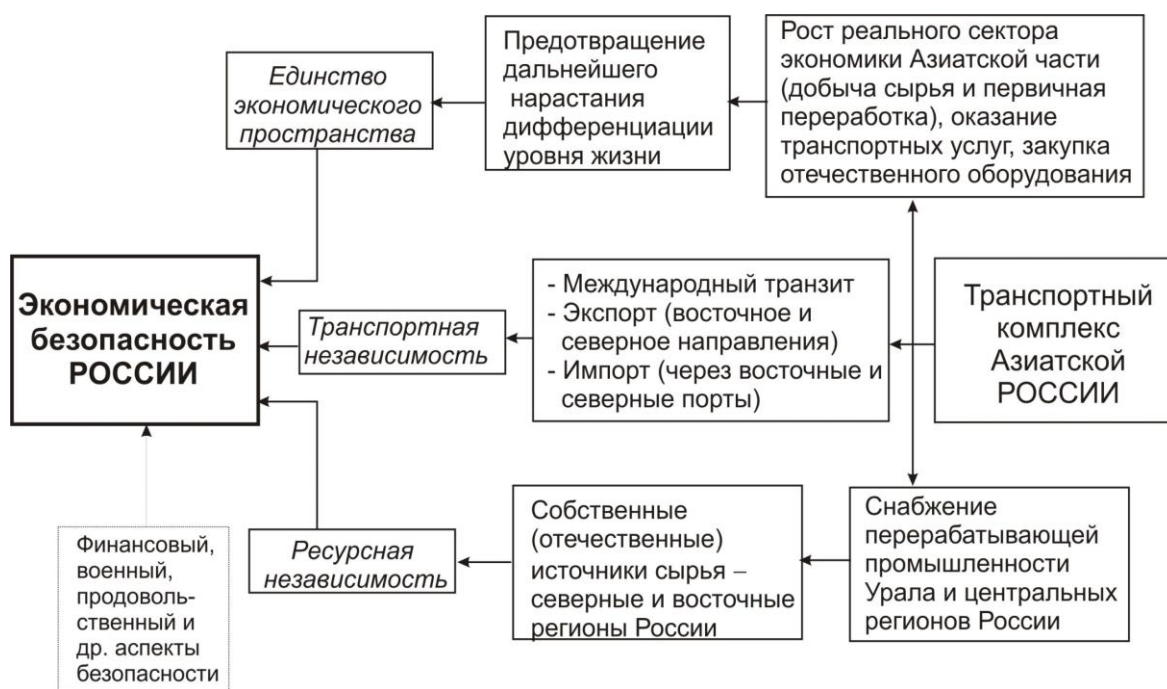 Единство
экономического
пространства
Предотвращение
дальнейшего
нарастания
дифференциации
уровня жизни
Рост реального сектора
экономики Азиатской части
(добыча сырья и первичная
переработка), оказание
транспортных услуг, закупка
отечественного оборудования
Экономическая
безопасность
РОССИИ
Транспортная
независимость
- Международный транзит
- Экспорт (восточное и
северное направления)
- Импорт (через восточные и
северные порты)
Транспортный
комплекс
Азиатской
РОССИИ
Финансовый,
военный,
продоволь-
ственный и
др. аспекты
безопасности
Ресурсная
независимость
Собственные
(отечественные)
источники сырья –
северные и восточные
регионы России
Снабжение
перерабатывающей
промышленности
Урала и центральных
регионов России